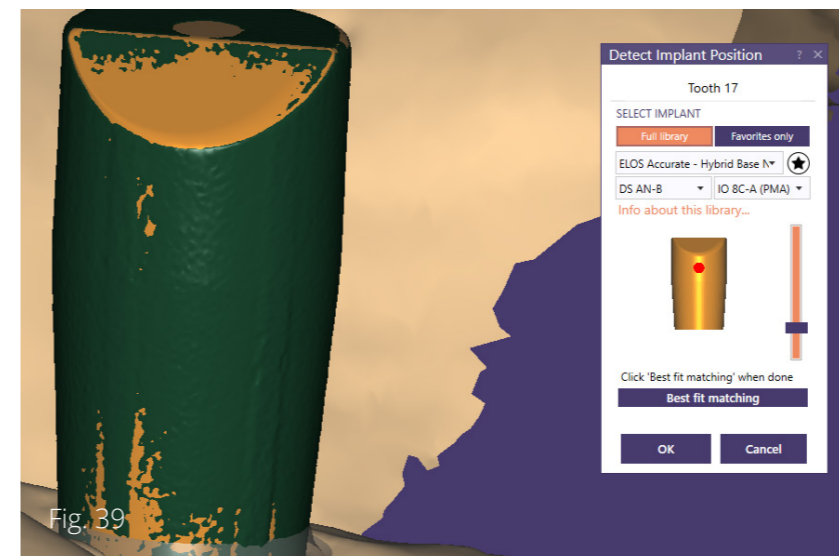 Detect Implant Position ? ×
Tooth 17
SELECT IMPLANT
Full library Favorites only
ELOS Accurate - Hybrid Base N
DS AN-B IO 8C-A (PMA)
Info about this library...
Click 'Best fit matching' when done
Best fit matching
OK Cancel
Fig. 39